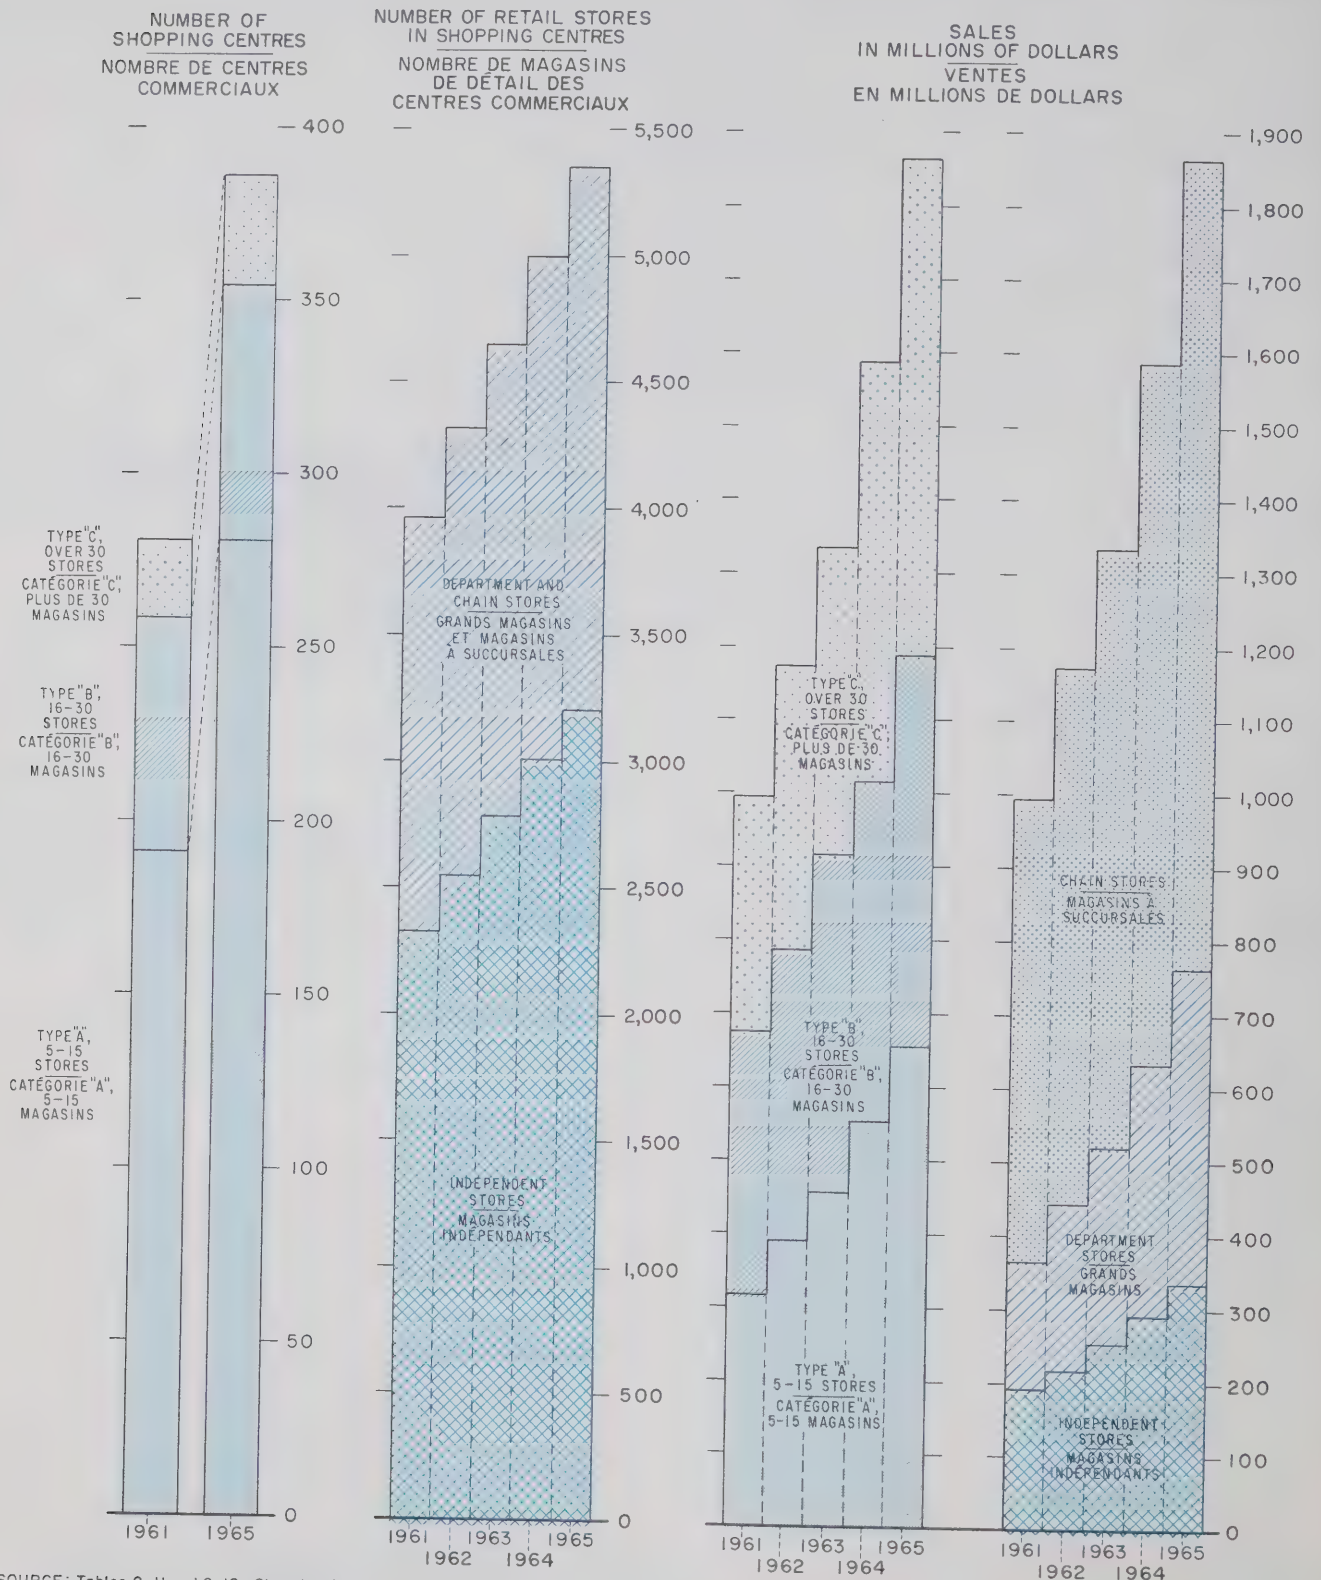 NUMBER OF
SHOPPING CENTRES
NOMBRE DE CENTRES
COMMERCIAUX
400
350
300
250
200
150
100
50
0
TYPE "C",
OVER 30
STORES
CATÉGORIE "C",
PLUS DE 30
MAGASINS
TYPE "B",
16-30
STORES
CATÉGORIE "B",
16-30
MAGASINS
TYPE "A",
5-15
STORES
CATÉGORIE "A",
5-15
MAGASINS
1961
1965
NUMBER OF RETAIL STORES
IN SHOPPING CENTRES
NOMBRE DE MAGASINS
DE DÉTAIL DES
CENTRES COMMERCIAUX
5,500
5,000
4,500
4,000
3,500
3,000
2,500
2,000
1,500
1,000
500
0
DEPARTMENT AND
CHAIN STORES
GRANDS MAGASINS
ET MAGASINS
À SUCCURSALES
INDEPENDENT
STORES
MAGASINS
INDÉPENDANTS
1961
1962
1963
1964
1965
SALES
IN MILLIONS OF DOLLARS
VENTES
EN MILLIONS DE DOLLARS
TYPE "C",
OVER 30
STORES
CATÉGORIE "C",
PLUS DE 30
MAGASINS
TYPE "B",
16-30
STORES
CATÉGORIE "B",
16-30
MAGASINS
TYPE "A",
5-15 STORES
CATÉGORIE "A",
5-15 MAGASINS
1961
1962
1963
1964
1965
1,900
1,800
1,700
1,600
1,500
1,400
1,300
1,200
1,100
1,000
900
800
700
600
500
400
300
200
100
0
CHAIN STORES
MAGASINS À
SUCCURSALES
DEPARTMENT
STORES
GRANDS
MAGASINS
INDEPENDENT
STORES
MAGASINS
INDÉPENDANTS
1961
1962
1963
1964
1965
SOURCE: Tables